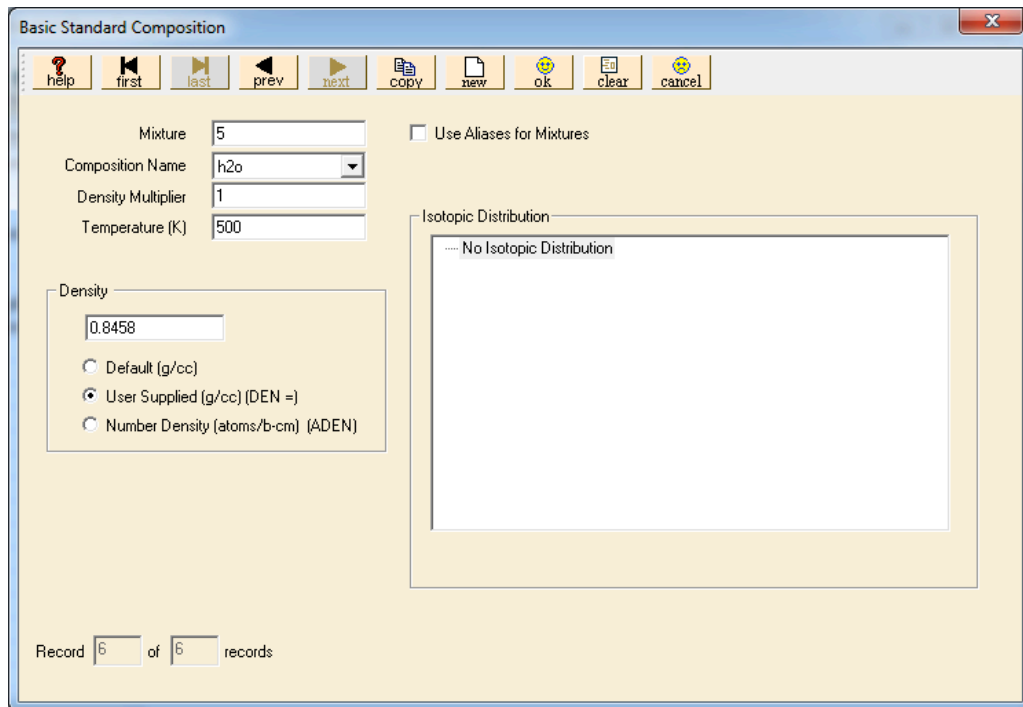 Basic Standard Composition
help first last prev next copy new ok clear cancel
Mixture 5 Use Aliases for Mixtures
Composition Name h2o
Density Multiplier 1
Temperature (K) 500
Isotopic Distribution
No Isotopic Distribution
Density
0.8458
Default (g/cc)
User Supplied (g/cc) (DEN =)
Number Density (atoms/b-cm) (ADEN)
Record 6 of 6 records